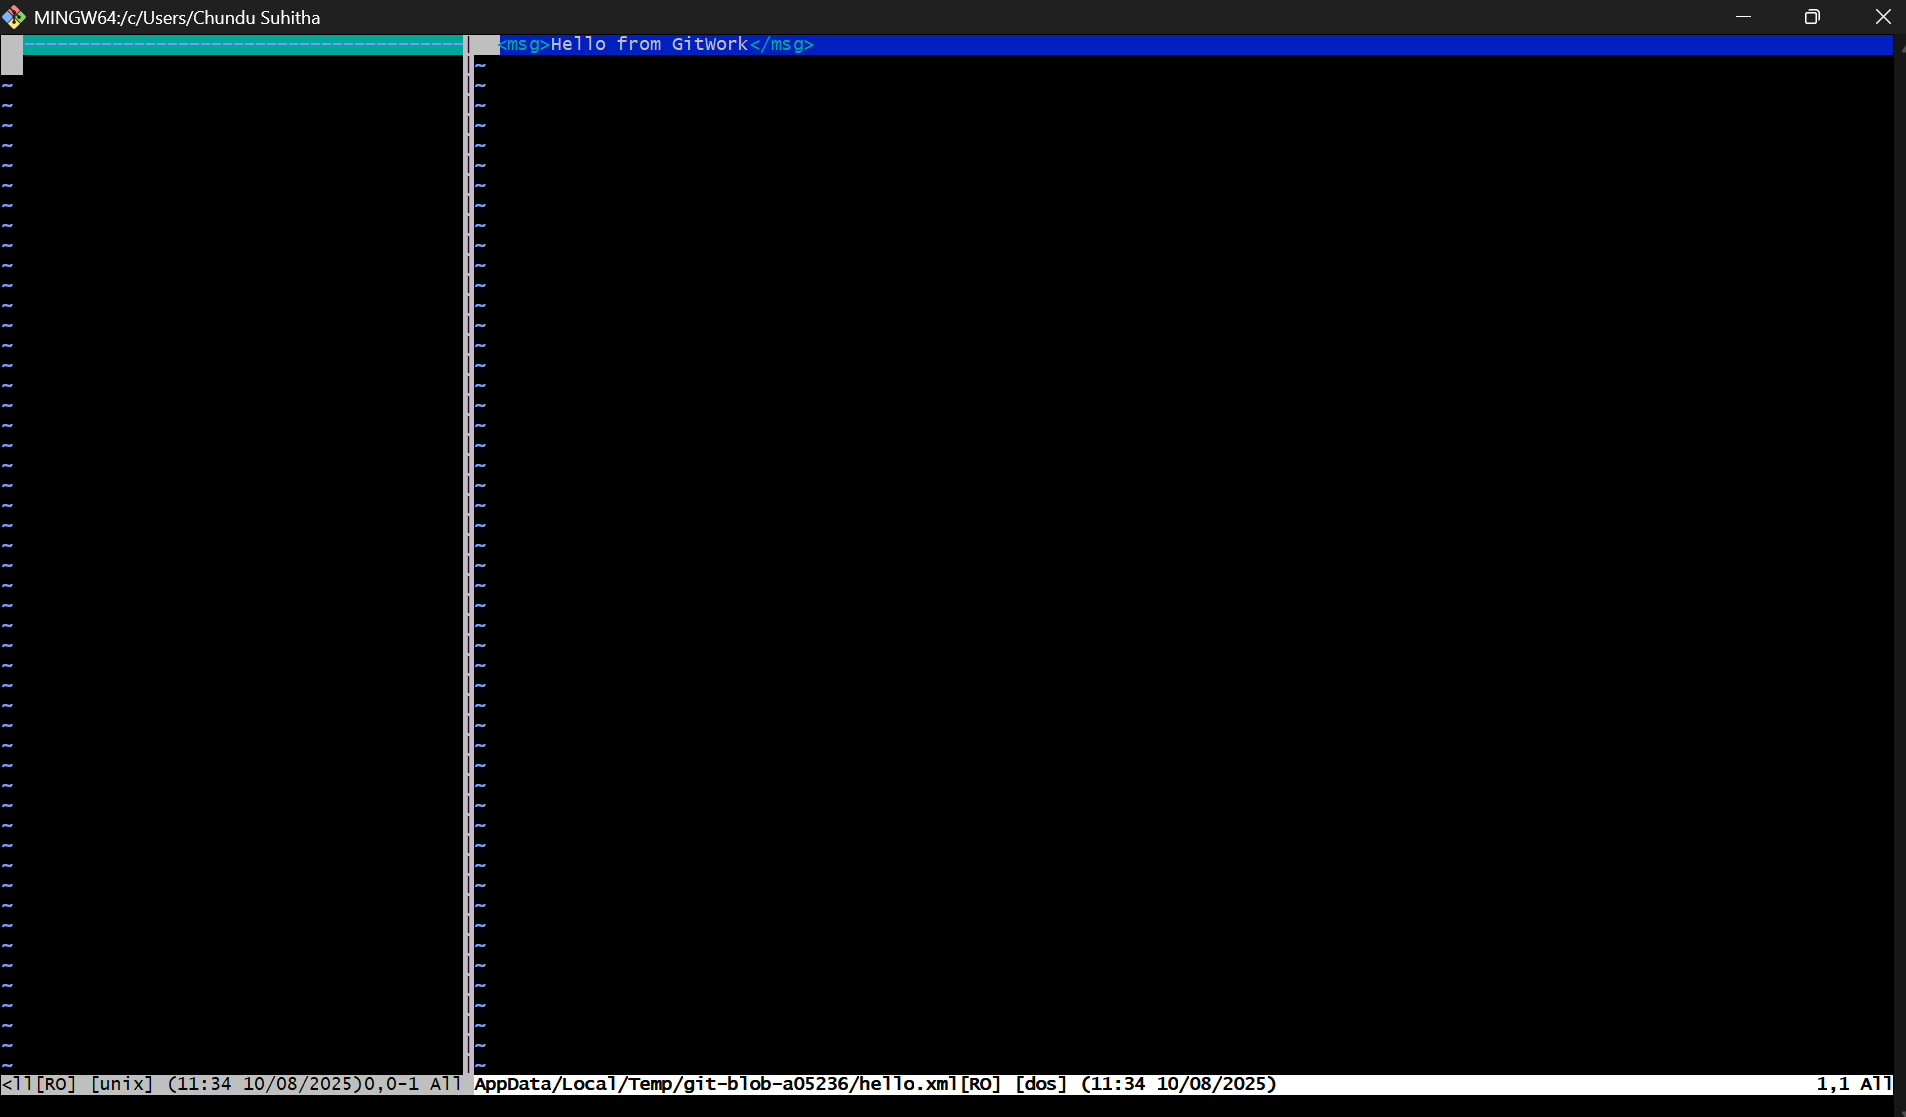 MINGW64:/c/Users/Chundu Suhitha
<msg>Hello from GitWork</msg>
<ll[RO] [unix] (11:34 10/08/2025)0,0-1 All AppData/Local/Temp/git-blob-a05236/hello.xml[RO] [dos] (11:34 10/08/2025) 1,1 All